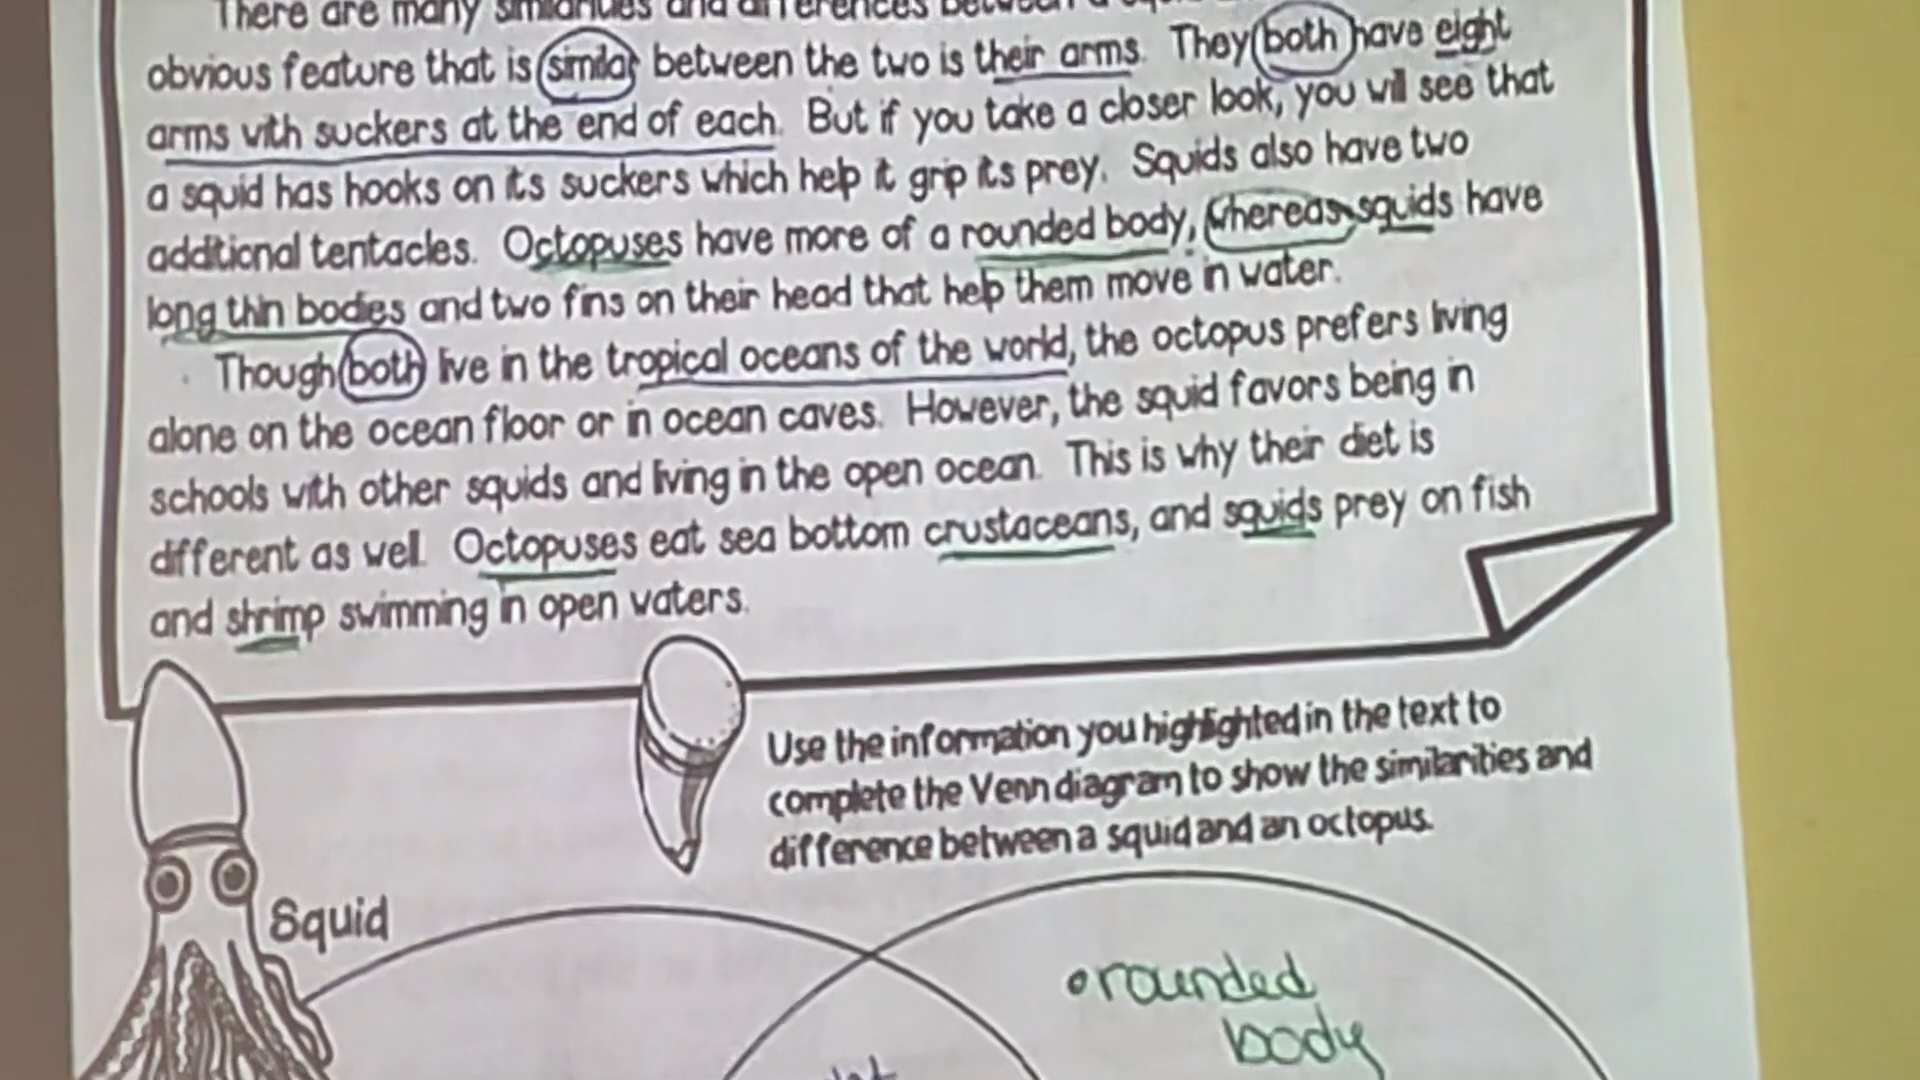 There are many similarities and differences between a
obvious feature that is similar between the two is their arms. They both have eight
arms with suckers at the end of each. But if you take a closer look, you will see that
a squid has hooks on its suckers which help it grip its prey. Squids also have two
additional tentacles. Octopuses have more of a rounded body, whereas squids have
long thin bodies and two fins on their head that help them move in water.
Though both live in the tropical oceans of the world, the octopus prefers living
alone on the ocean floor or in ocean caves. However, the squid favors being in
schools with other squids and living in the open ocean. This is why their diet is
different as well. Octopuses eat sea bottom crustaceans, and squids prey on fish
and shrimp swimming in open waters.
Use the information you highlighted in the text to
complete the Venn diagram to show the similarities and
difference between a squid and an octopus.
Squid
•rounded
body